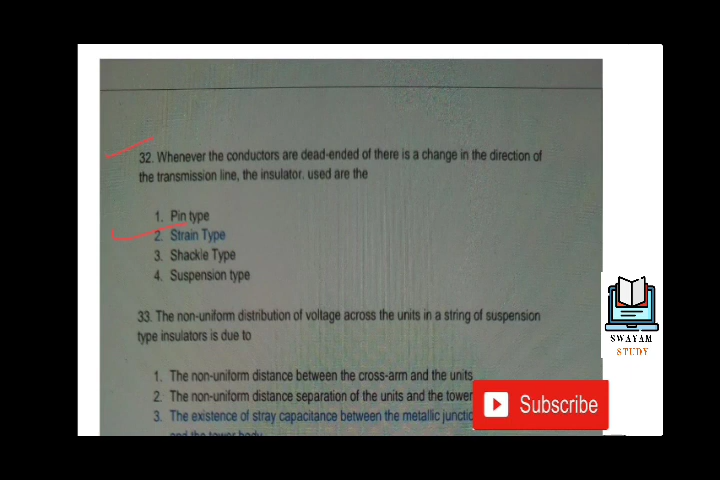 32. Whenever the conductors are dead-ended of there is a change in the direction of
the transmission line, the insulator. used are the
1. Pin type
2. Strain Type
3. Shackle Type
4. Suspension type
33. The non-uniform distribution of voltage across the units in a string of suspension
type insulators is due to
1. The non-uniform distance between the cross-arm and the units
2. The non-uniform distance separation of the units and the tower
3. The existence of stray capacitance between the metallic
and the tower body
SWAYAM
STUDY
Subscribe